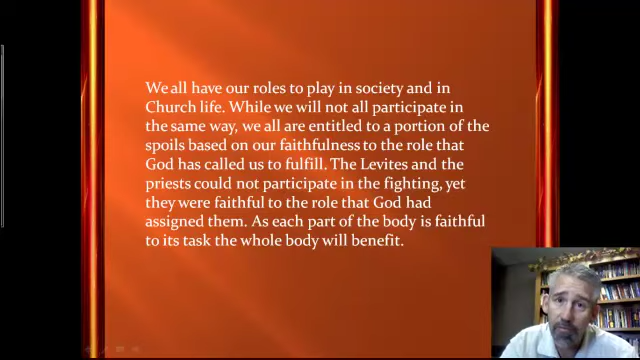 We all have our roles to play in society and in
Church life. While we will not all participate in
the same way, we all are entitled to a portion of the
spoils based on our faithfulness to the role that
God has called us to fulfill. The Levites and the
priests could not participate in the fighting, yet
they were faithful to the role that God had
assigned them. As each part of the body is faithful
to its task the whole body will benefit.